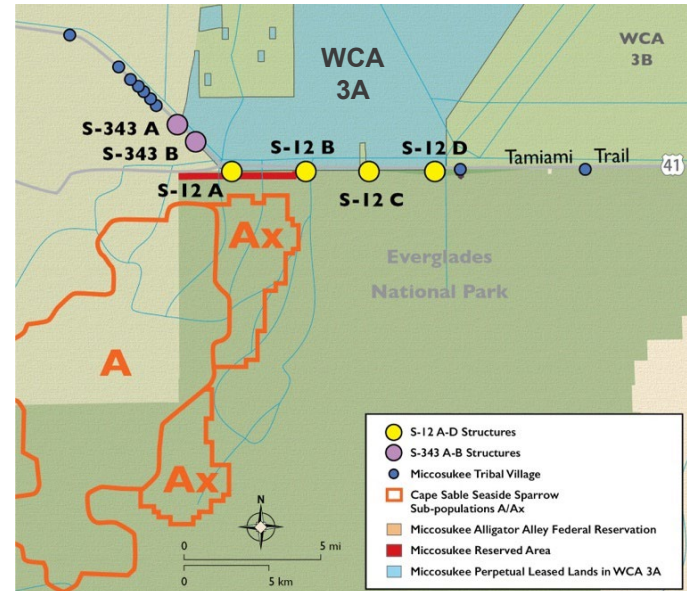 WCA
3A
WCA
3B
S-343 A
S-343 B
S-12 B
S-12 D
Tamiami Trail
41
S-12 A
S-12 C
Ax
Everglades
National Park
A
Ax
N
0 5 mi
0 5 km
S-12 A-D Structures
S-343 A-B Structures
Miccosukee Tribal Village
Cape Sable Seaside Sparrow
Sub-populations A/Ax
Miccosukee Alligator Alley Federal Reservation
Miccosukee Reserved Area
Miccosukee Perpetual Leased Lands in WCA 3A